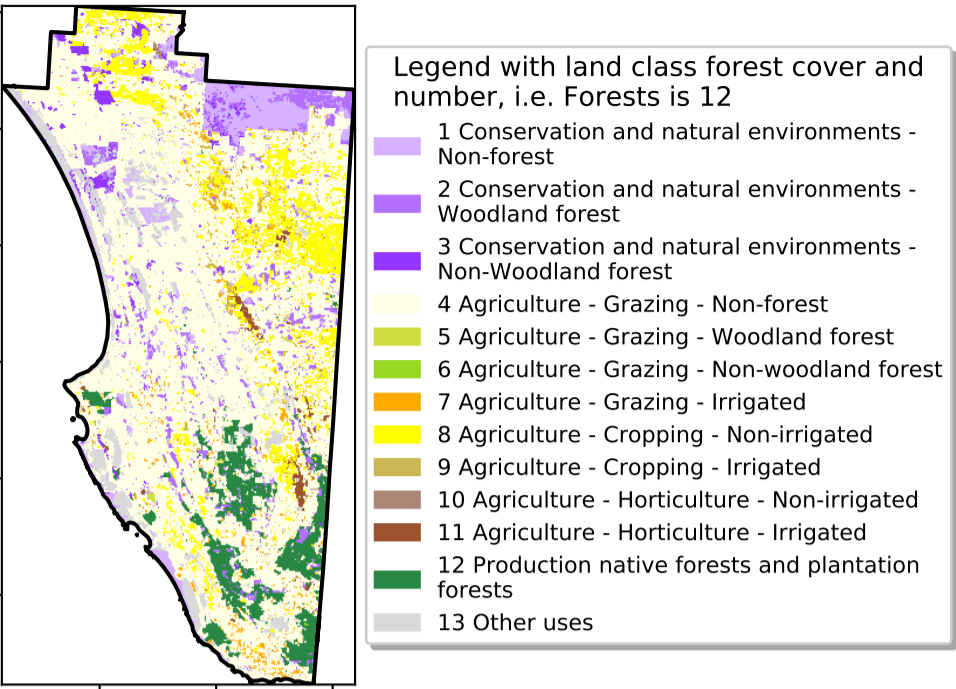 Legend with land class forest cover and
number, i.e. Forests is 12
1 Conservation and natural environments -
Non-forest
2 Conservation and natural environments -
Woodland forest
3 Conservation and natural environments -
Non-Woodland forest
4 Agriculture - Grazing - Non-forest
5 Agriculture - Grazing - Woodland forest
6 Agriculture - Grazing - Non-woodland forest
7 Agriculture - Grazing - Irrigated
8 Agriculture - Cropping - Non-irrigated
9 Agriculture - Cropping - Irrigated
10 Agriculture - Horticulture - Non-irrigated
11 Agriculture - Horticulture - Irrigated
12 Production native forests and plantation
forests
13 Other uses